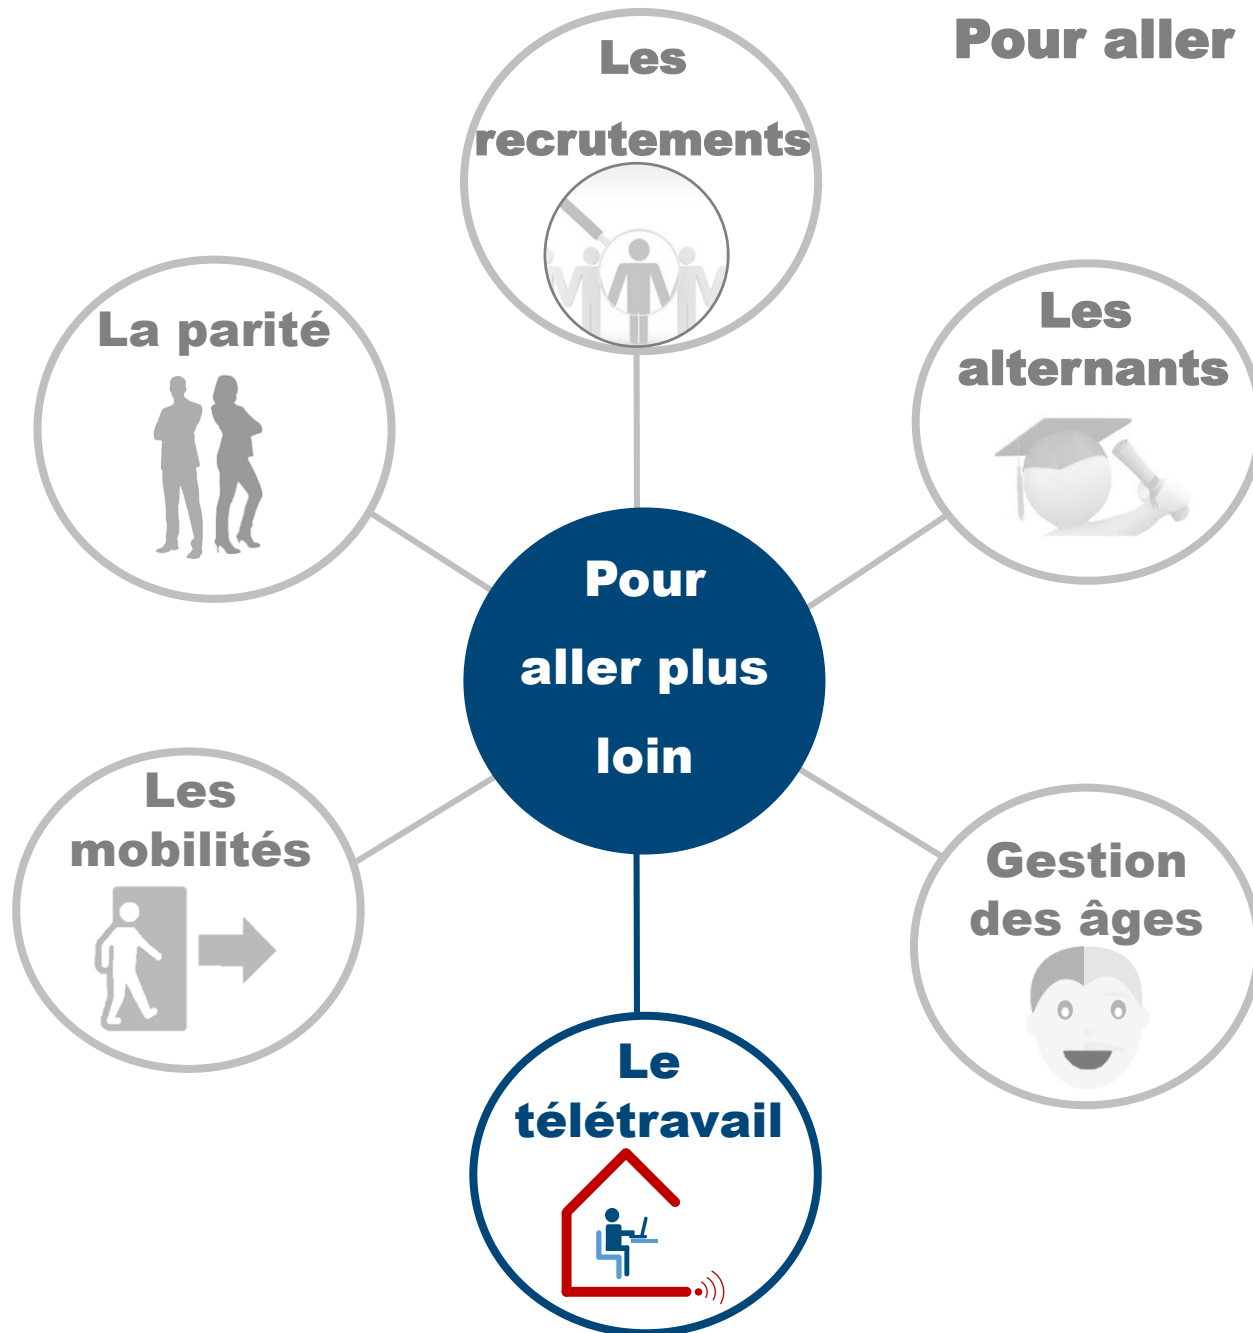 Pour aller
Les
recrutements
La parité
Les
alternants
Pour
aller plus
loin
Les
mobilités
Gestion
des âges
Le
télétravail